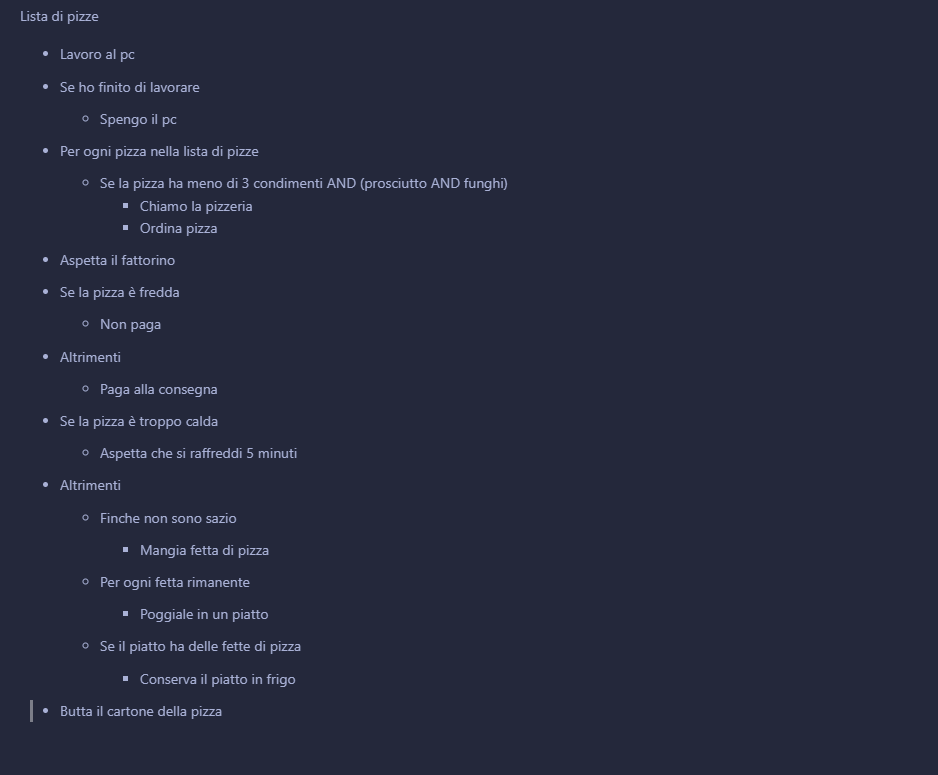 Lista di pizze
Lavoro al pc
Se ho finito di lavorare
Spengo il pc
Per ogni pizza nella lista di pizze
Se la pizza ha meno di 3 condimenti AND (prosciutto AND funghi)
Chiamo la pizzeria
Ordina pizza
Aspetta il fattorino
Se la pizza è fredda
Non paga
Altrimenti
Paga alla consegna
Se la pizza è troppo calda
Aspetta che si raffreddi 5 minuti
Altrimenti
Finche non sono sazio
Mangia fetta di pizza
Per ogni fetta rimanente
Poggiale in un piatto
Se il piatto ha delle fette di pizza
Conserva il piatto in frigo
Butta il cartone della pizza